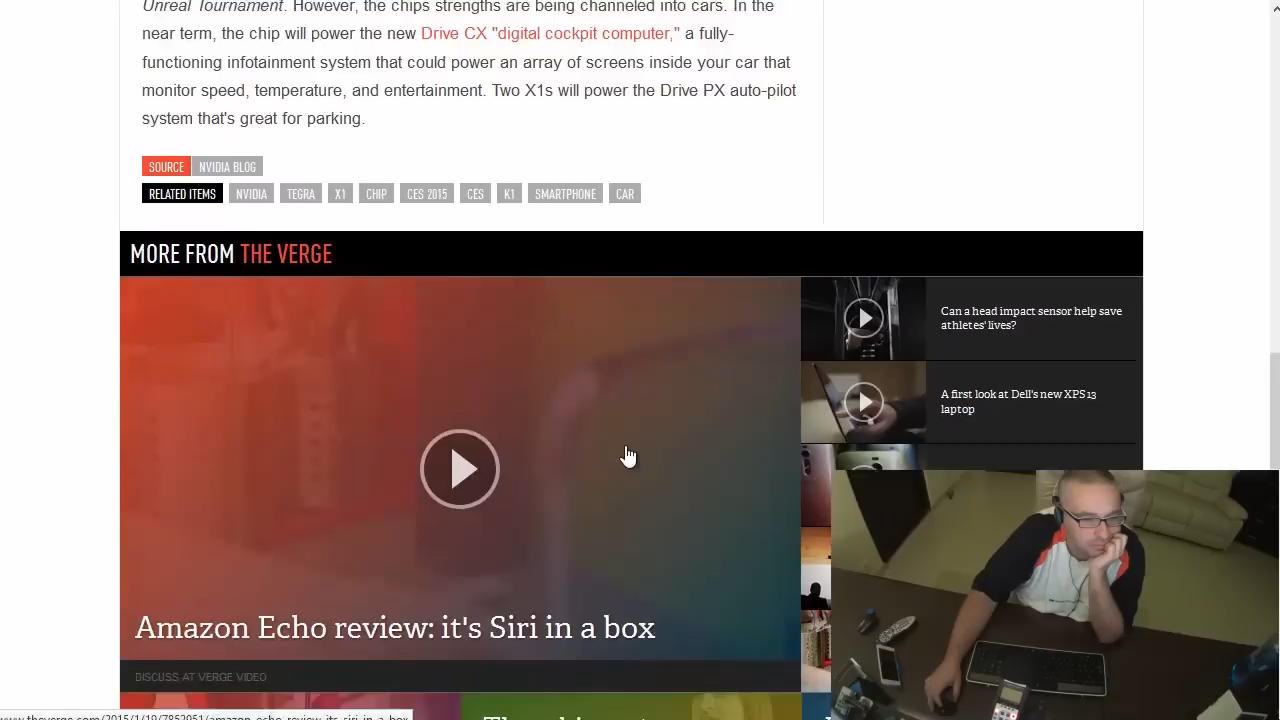 Unreal Tournament. However, the chips strengths are being channeled into cars. In the
near term, the chip will power the new Drive CX "digital cockpit computer," a fully-
functioning infotainment system that could power an array of screens inside your car that
monitor speed, temperature, and entertainment. Two X1s will power the Drive PX auto-pilot
system that's great for parking.
SOURCE NVIDIA BLOG
RELATED ITEMS NVIDIA TEGRA X1 CHIP CES 2015 CES K1 SMARTPHONE CAR
MORE FROM THE VERGE
Can a head impact sensor help save
athletes' lives?
A first look at Dell's new XPS 13
laptop
Amazon Echo review: it's Siri in a box
DISCUSS AT VERGE VIDEO